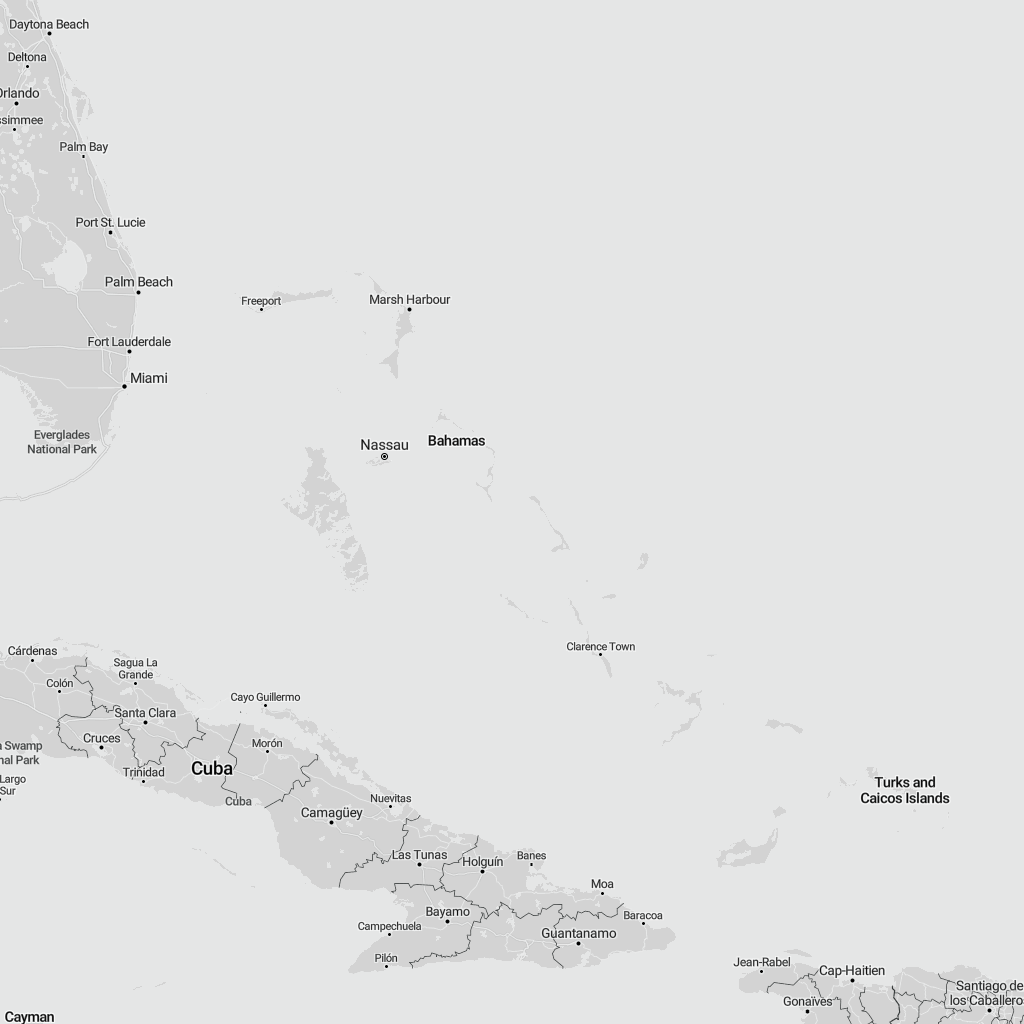 Daytona Beach
Deltona
Orlando
ssimmee
Palm Bay
Port St. Lucie
Palm Beach
Freeport
Marsh Harbour
Fort Lauderdale
Miami
Everglades
National Park
Nassau
Bahamas
Clarence Town
Cárdenas
Sagua La
Grande
Colón
Cayo Guillermo
Santa Clara
Cruces
Morón
Swamp
nal Park
Trinidad
Cuba
Largo
Sur
Cuba
Nuevitas
Camagüey
Turks and
Caicos Islands
Las Tunas
Holguín
Banes
Moa
Bayamo
Baracoa
Campechuela
Guantanamo
Pilón
Jean-Rabel
Cap-Haitien
Gonaïves
Santiago de
los Caballeros
Cayman